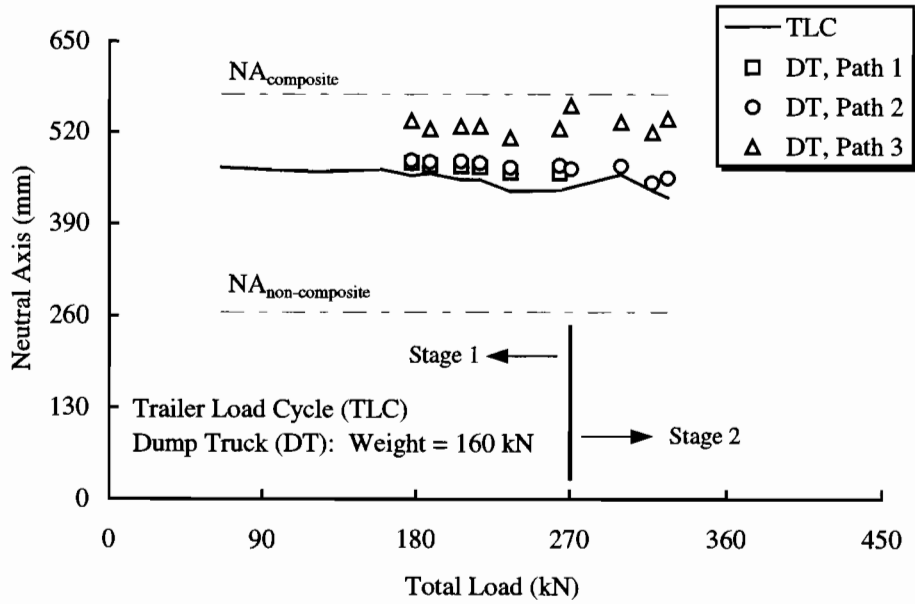 TLC
DT, Path 1
DT, Path 2
DT, Path 3
650
520
390
260
130
0
Neutral Axis (mm)
NAcomposite
NAnon-composite
Stage 1
Stage 2
Trailer Load Cycle (TLC)
Dump Truck (DT): Weight = 160 kN
0 90 180 270 360 450
Total Load (kN)